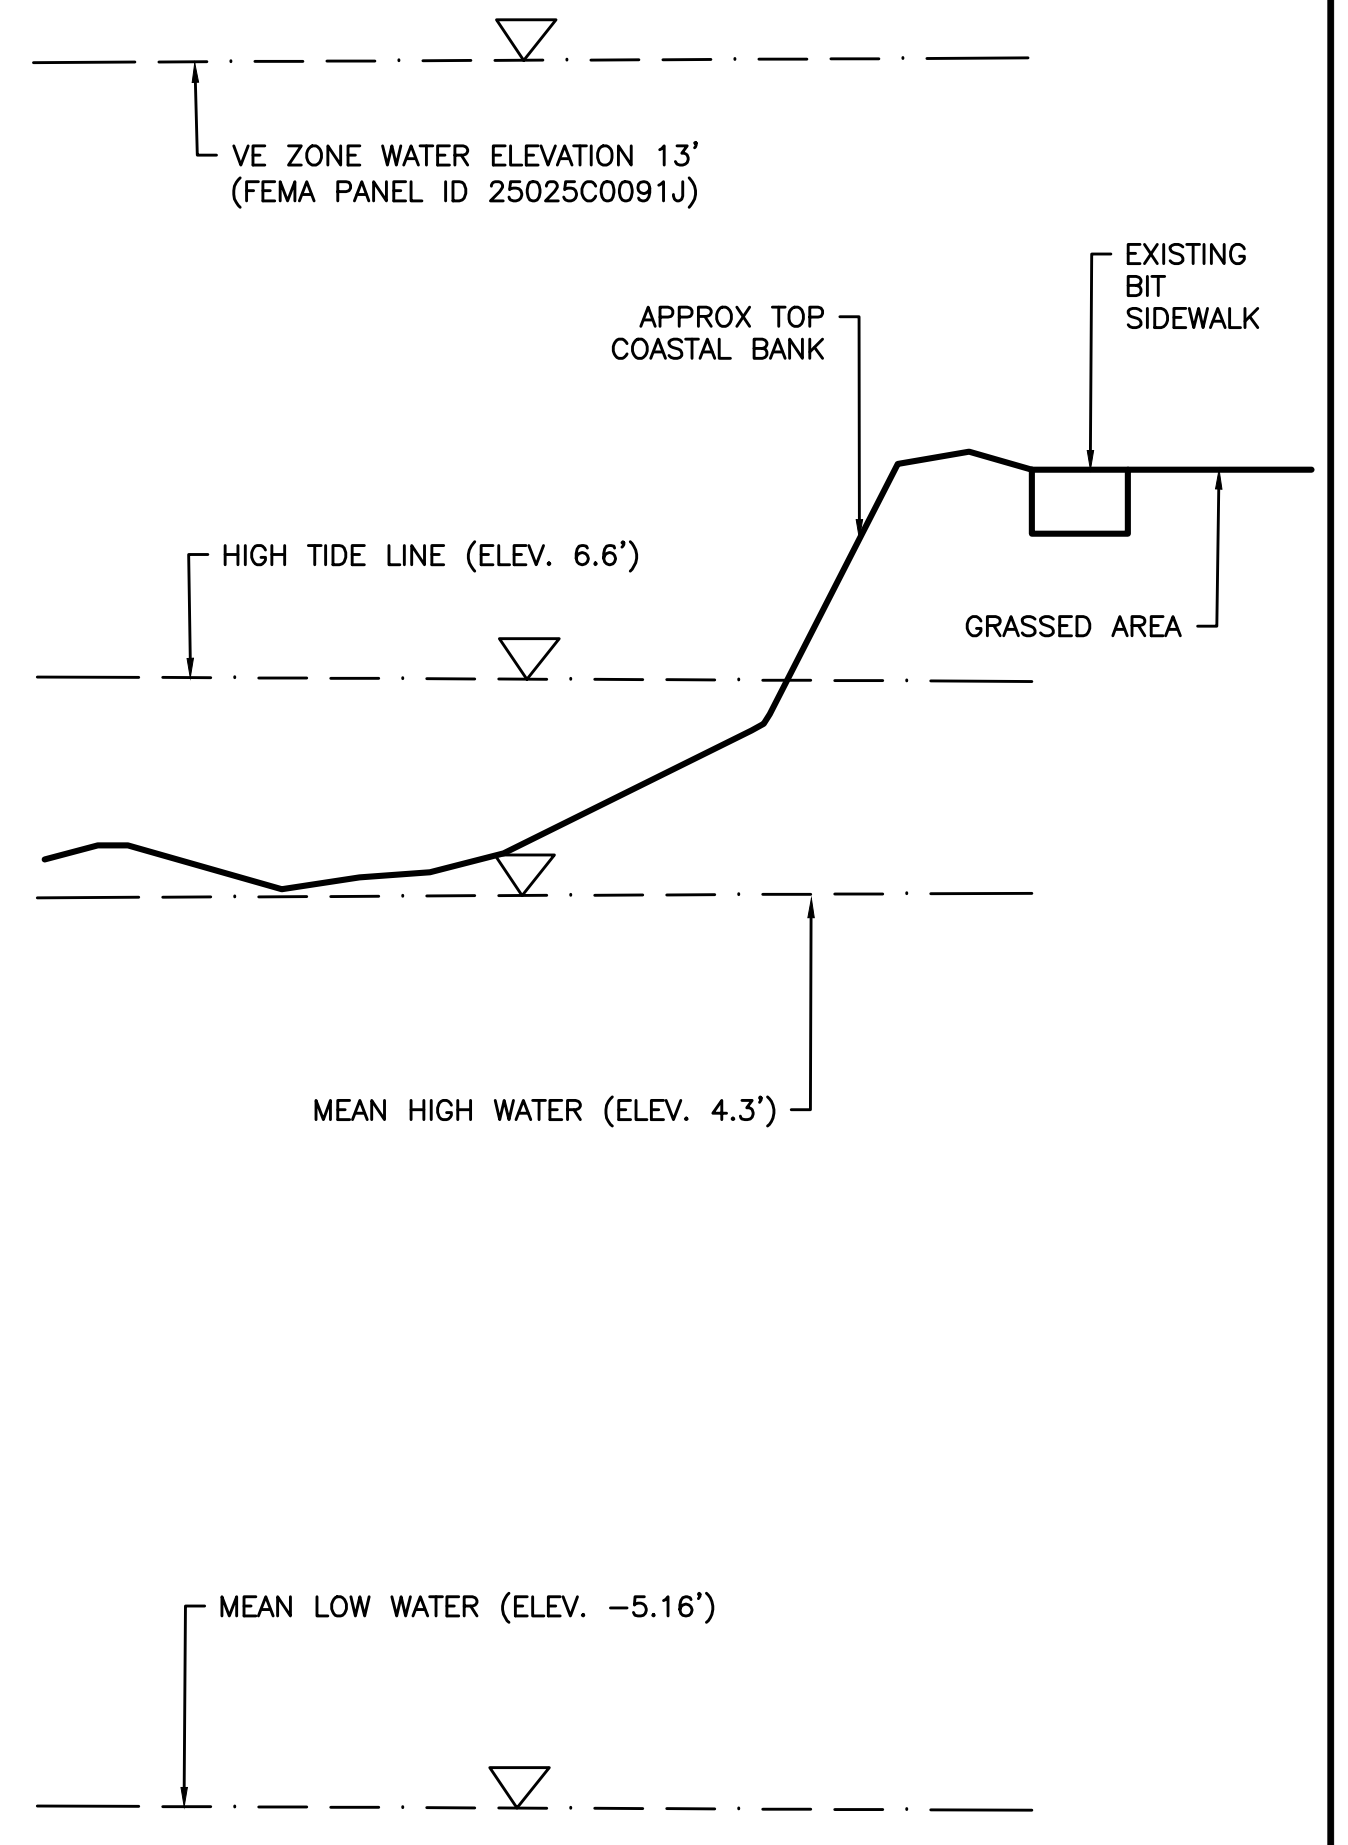 VE ZONE WATER ELEVATION 13'
(FEMA PANEL ID 25025C0091J)
EXISTING
BIT
SIDEWALK
APPROX TOP
COASTAL BANK
HIGH TIDE LINE (ELEV. 6.6')
GRASSED AREA
MEAN HIGH WATER (ELEV. 4.3')
MEAN LOW WATER (ELEV. -5.16')